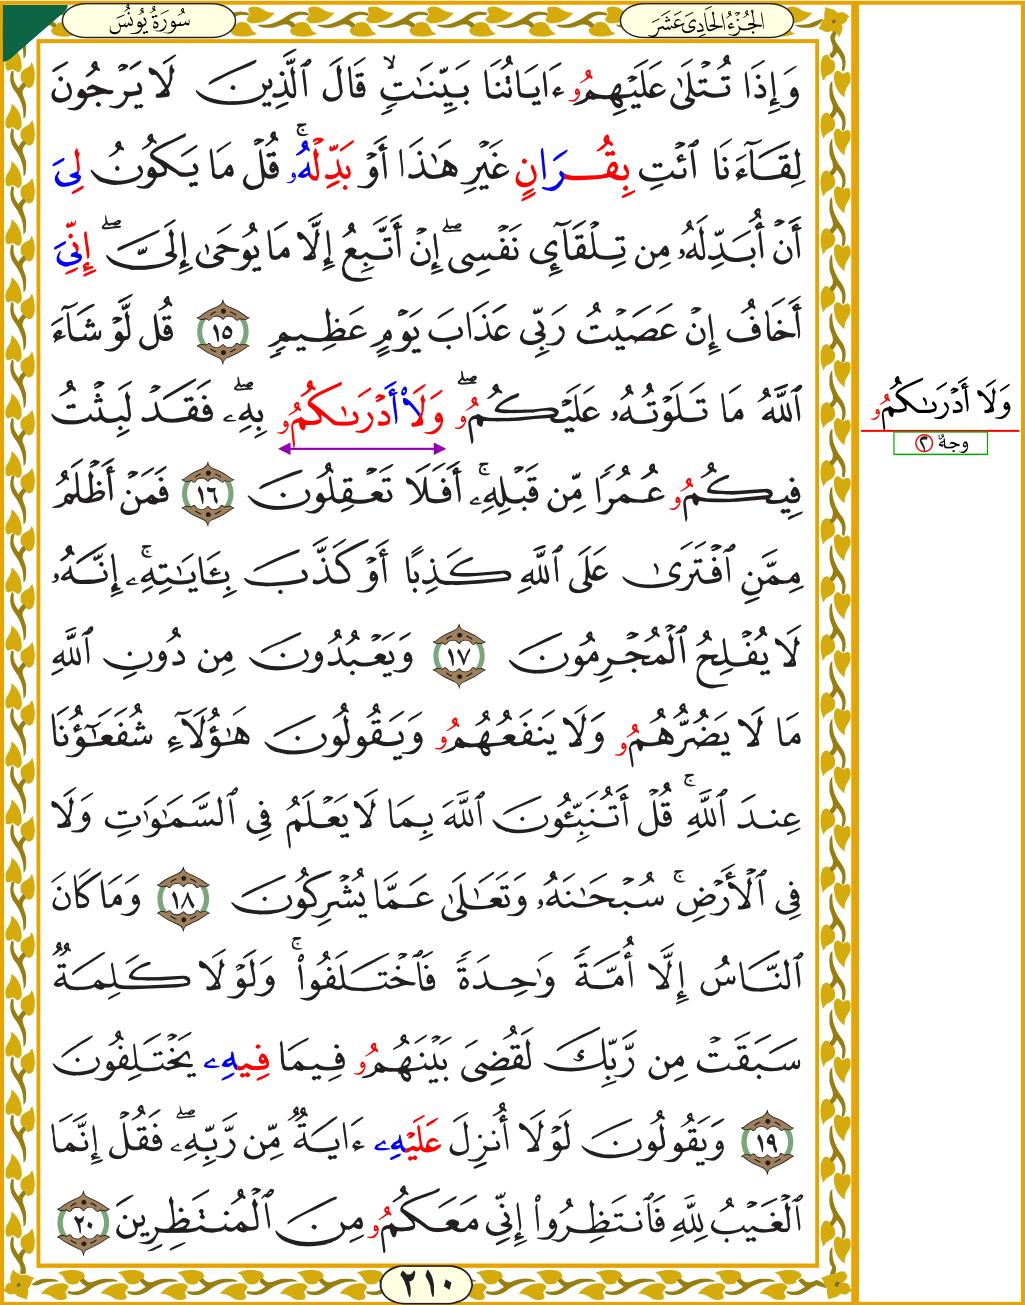 سُورَةُ يُونُسَ
الجُزْءُ الحَادِىَ عَشَرَ
وَإِذَا تُتْلَىٰ عَلَيْهِمُۥ ءَايَاتُنَا بَيِّنَٰتٍۙ قَالَ ٱلَّذِينَ لَا يَرْجُونَ
لِقَآءَنَا ٱئْتِ بِقُرَانٍ غَيْرِ هَٰذَا أَوْ بَدِّلْهُۥۚ قُلْ مَا يَكُونُ لِىَ
أَنْ أُبَدِّلَهُۥ مِن تِلْقَآىِٕ نَفْسِىۖ إِنْ أَتَّبِعُ إِلَّا مَا يُوحَىٰ إِلَىَّۖ إِنِّىَ
أَخَافُ إِنْ عَصَيْتُ رَبِّى عَذَابَ يَوْمٍ عَظِيمٍ ١٥ قُل لَّوْ شَآءَ
ٱللَّهُ مَا تَلَوْتُهُۥ عَلَيْكُمُۥۖ وَلَأَدْرَىٰكُمُۥ بِهِۦۖ فَقَدْ لَبِثْتُ
فِيكُمُۥ عُمُرًا مِّن قَبْلِهِۦۚ أَفَلَا تَعْقِلُونَ ١٦ فَمَنْ أَظْلَمُ
مِمَّنِ ٱفْتَرَىٰ عَلَى ٱللَّهِ كَذِبًا أَوْ كَذَّبَ بِـَٔايَٰتِهِۦۚ إِنَّهُۥ
لَا يُفْلِحُ ٱلْمُجْرِمُونَ ١٧ وَيَعْبُدُونَ مِن دُونِ ٱللَّهِ
مَا لَا يَضُرُّهُمُۥ وَلَا يَنفَعُهُمُۥ وَيَقُولُونَ هَٰٓؤُلَآءِ شُفَعَٰٓؤُنَا
عِندَ ٱللَّهِۚ قُلْ أَتُنَبِّـُٔونَ ٱللَّهَ بِمَا لَا يَعْلَمُ فِى ٱلسَّمَٰوَٰتِ وَلَا
فِى ٱلْأَرْضِۚ سُبْحَٰنَهُۥ وَتَعَٰلَىٰ عَمَّا يُشْرِكُونَ ١٨ وَمَا كَانَ
ٱلنَّاسُ إِلَّا أُمَّةً وَٰحِدَةً فَٱخْتَلَفُوا۟ۚ وَلَوْلَا كَلِمَةٌ
سَبَقَتْ مِن رَّبِّكَ لَقُضِىَ بَيْنَهُمُۥ فِيمَا فِيهِۦ يَخْتَلِفُونَ
١٩ وَيَقُولُونَ لَوْلَا أُنزِلَ عَلَيْهِۦ ءَايَةٌ مِّن رَّبِّهِۦۖ فَقُلْ إِنَّمَا
ٱلْغَيْبُ لِلَّهِ فَٱنتَظِرُوا۟ إِنِّى مَعَكُمُۥ مِنَ ٱلْمُنتَظِرِينَ ٢٠
٢١٠
وَلَا أَدْرَىٰكُمُۥ
وجهٌ ٢